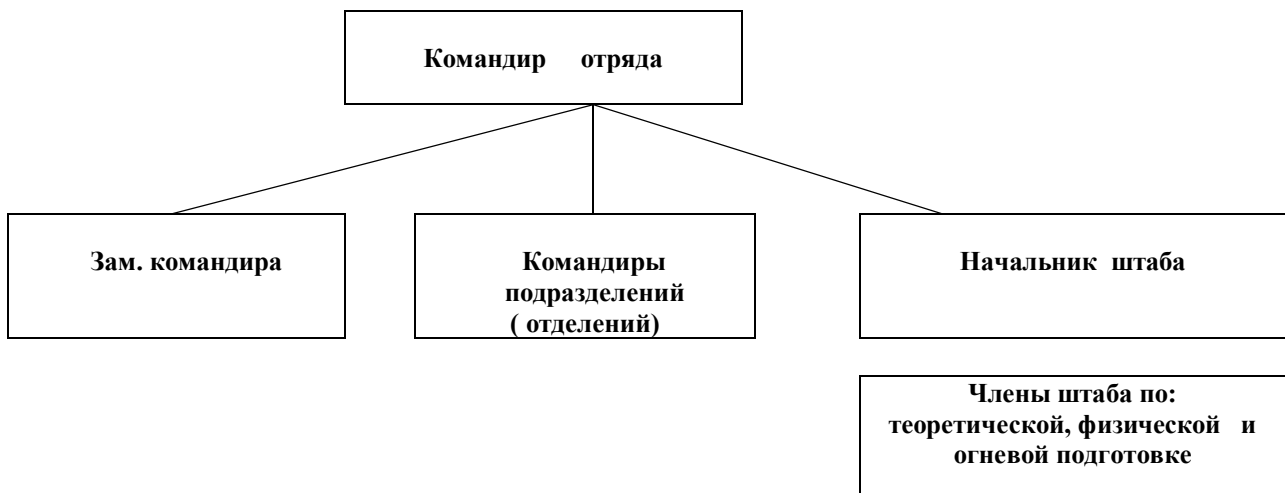 Командир отряда
Зам. командира
Командиры
подразделений
( отделений)
Начальник штаба
Члены штаба по:
теоретической, физической и
огневой подготовке